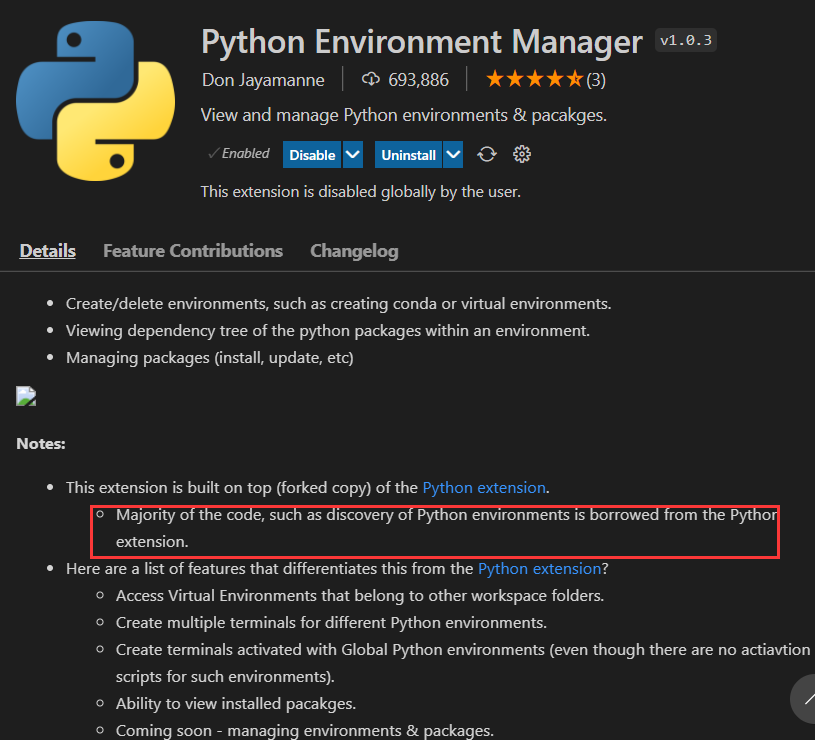 Python Environment Manager v1.0.3
Don Jayamanne 693,886 (3)
View and manage Python environments & pacakges.
Enabled Disable Uninstall
This extension is disabled globally by the user.
Details Feature Contributions Changelog
Create/delete environments, such as creating conda or virtual environments.
Viewing dependency tree of the python packages within an environment.
Managing packages (install, update, etc)
Notes:
This extension is built on top (forked copy) of the Python extension.
Majority of the code, such as discovery of Python environments is borrowed from the Python
extension.
Here are a list of features that differentiates this from the Python extension?
Access Virtual Environments that belong to other workspace folders.
Create multiple terminals for different Python environments.
Create terminals activated with Global Python environments (even though there are no actiavtion
scripts for such environments).
Ability to view installed pacakges.
Coming soon - managing environments & packages.